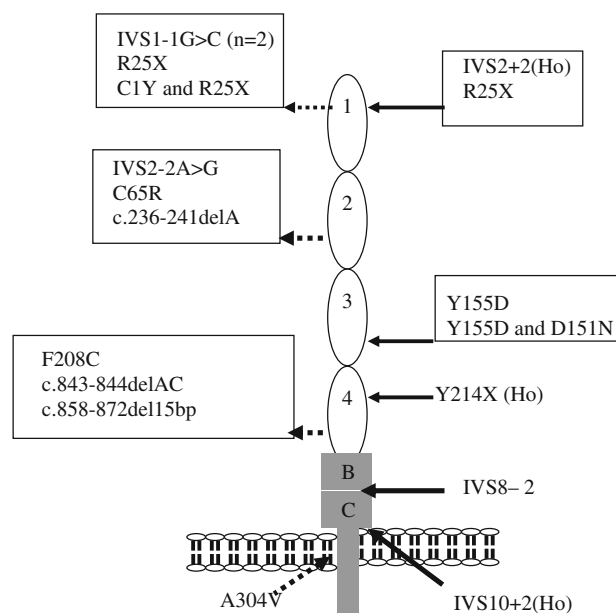 IVS1-1G>C (n=2)
R25X
C1Y and R25X
IVS2+2(Ho)
R25X
1
IVS2-2A>G
C65R
c.236-241delA
2
3
Y155D
Y155D and D151N
F208C
c.843-844delAC
c.858-872del15bp
4
Y214X (Ho)
B
IVS8– 2
C
A304V
IVS10+2(Ho)